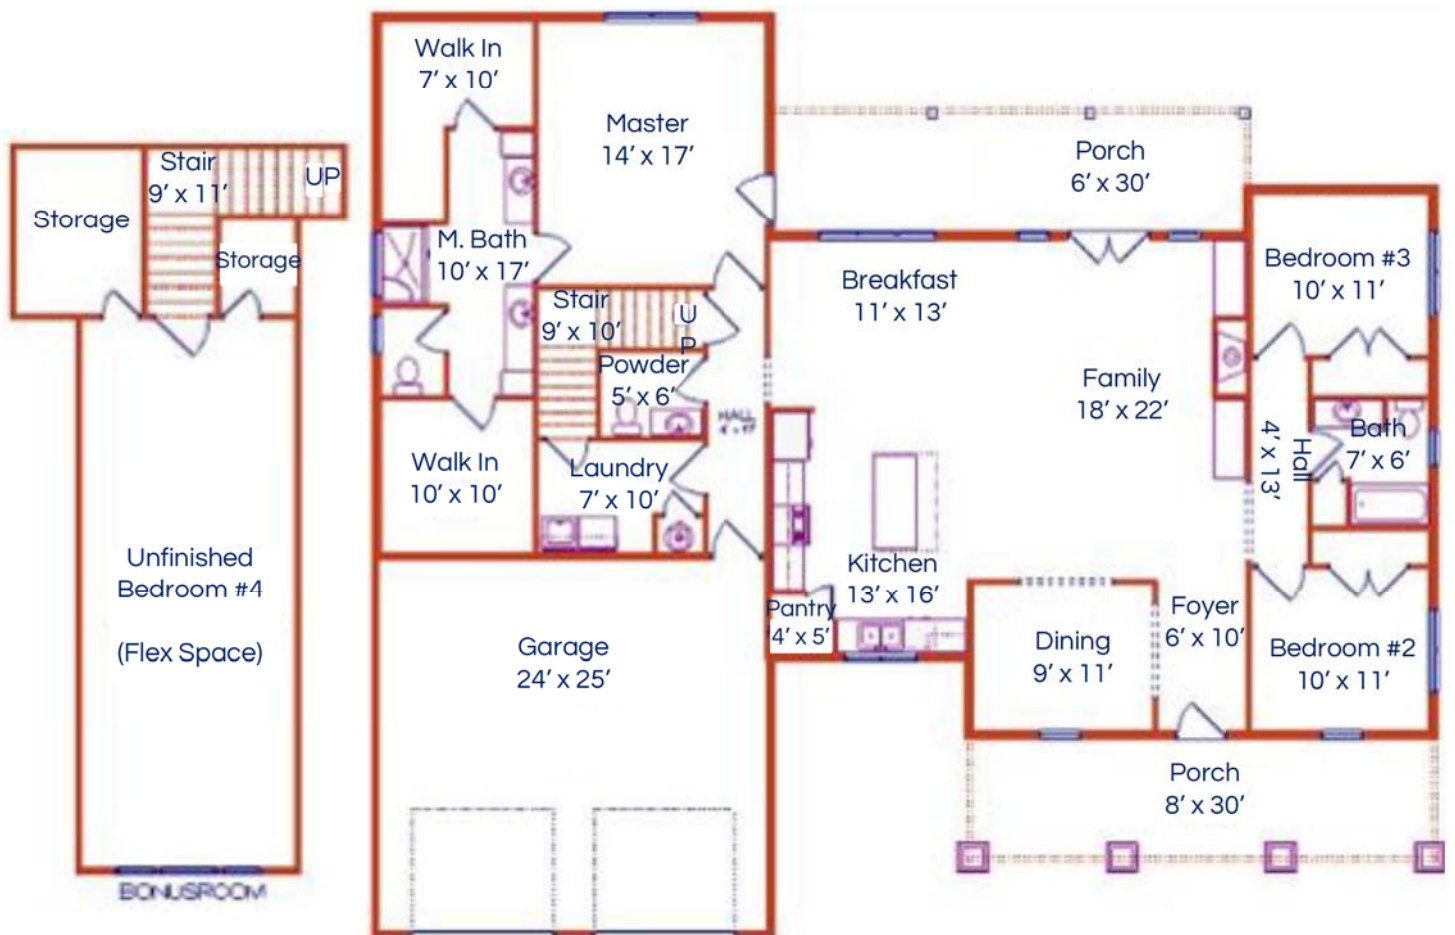 Stair
9’ x 11’
UP
Storage
Storage
Unfinished
Bedroom #4
(Flex Space)
BONUSROOM
Walk In
7’ x 10’
Master
14’ x 17’
M. Bath
10’ x 17’
Stair
9’ x 10’
U
P
Powder
5’ x 6’
HALL
Walk In
10’ x 10’
Laundry
7’ x 10’
Garage
24’ x 25’
Porch
6’ x 30’
Breakfast
11’ x 13’
Family
18’ x 22’
Kitchen
13’ x 16’
Pantry
4’ x 5’
Dining
9’ x 11’
Foyer
6’ x 10’
Bedroom #3
10’ x 11’
Hall
4’ x 13’
Bath
7’ x 6’
Bedroom #2
10’ x 11’
Porch
8’ x 30’